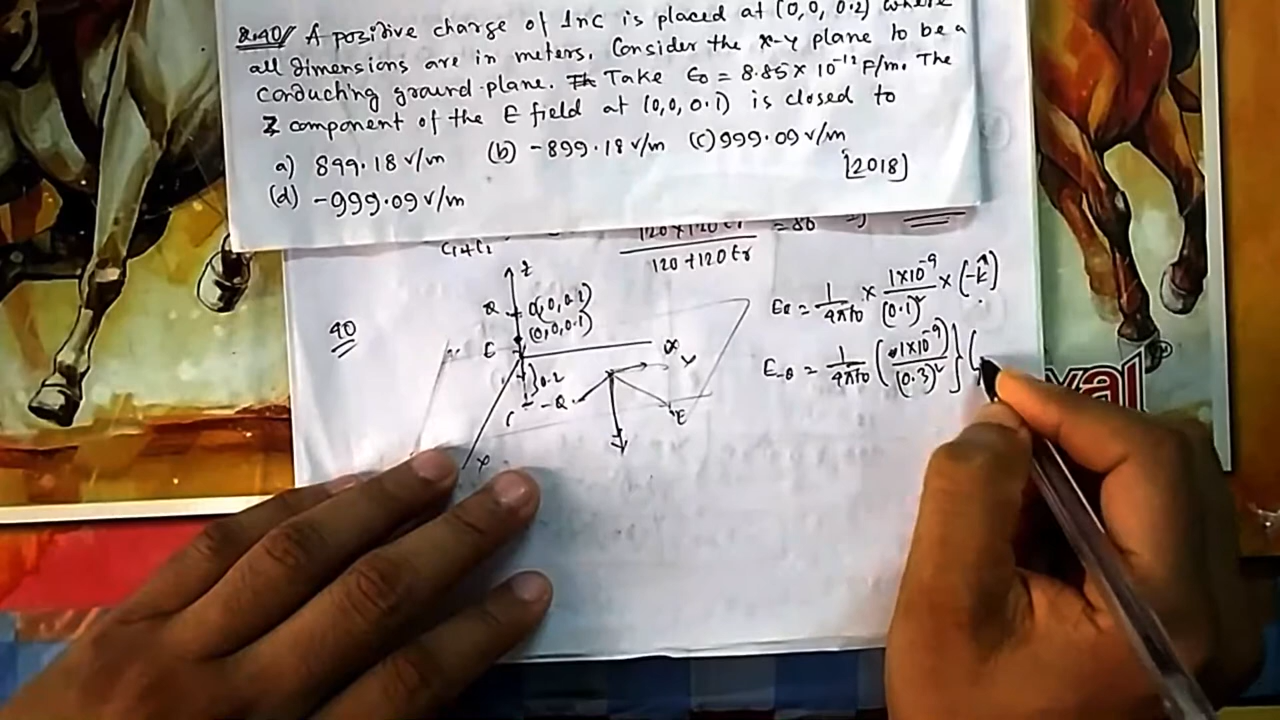 Q.40/ A positive charge of 1nc is placed at (0,0, 0.2) where
all dimensions are in meters. Consider the x-y plane to be a
conducting ground plane. Take ϵ0 = 8.85 x 10^-12 F/m. The
Z component of the E field at (0,0, 0.1) is closed to
a) 899.18 v/m (b) -899.18 v/m (c) 999.09 v/m
(d) -999.09 v/m [2018]
C1+C2
120+120 ϵr
= 80
40
z
Q (0,0,0.2)
(0,0,0.1)
E
0.2
-Q
x
y
E
EQ = 1/4πϵ0 x 1x10^-9/(0.1)² x (-k̂)
E-Q = 1/4πϵ0 (-1x10^-9/(0.3)²) (